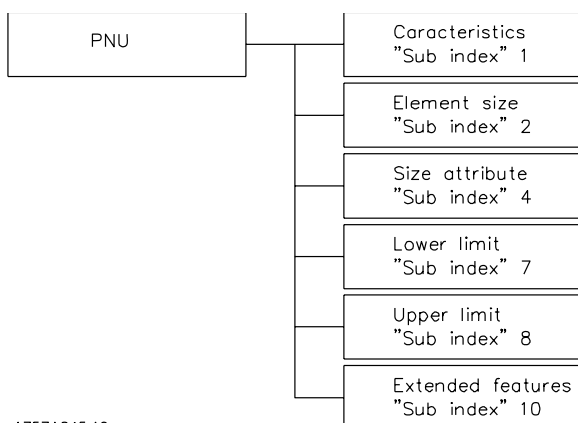 PNU
Caracteristics
"Sub index" 1
Element size
"Sub index" 2
Size attribute
"Sub index" 4
Lower limit
"Sub index" 7
Upper limit
"Sub index" 8
Extended features
"Sub index" 10